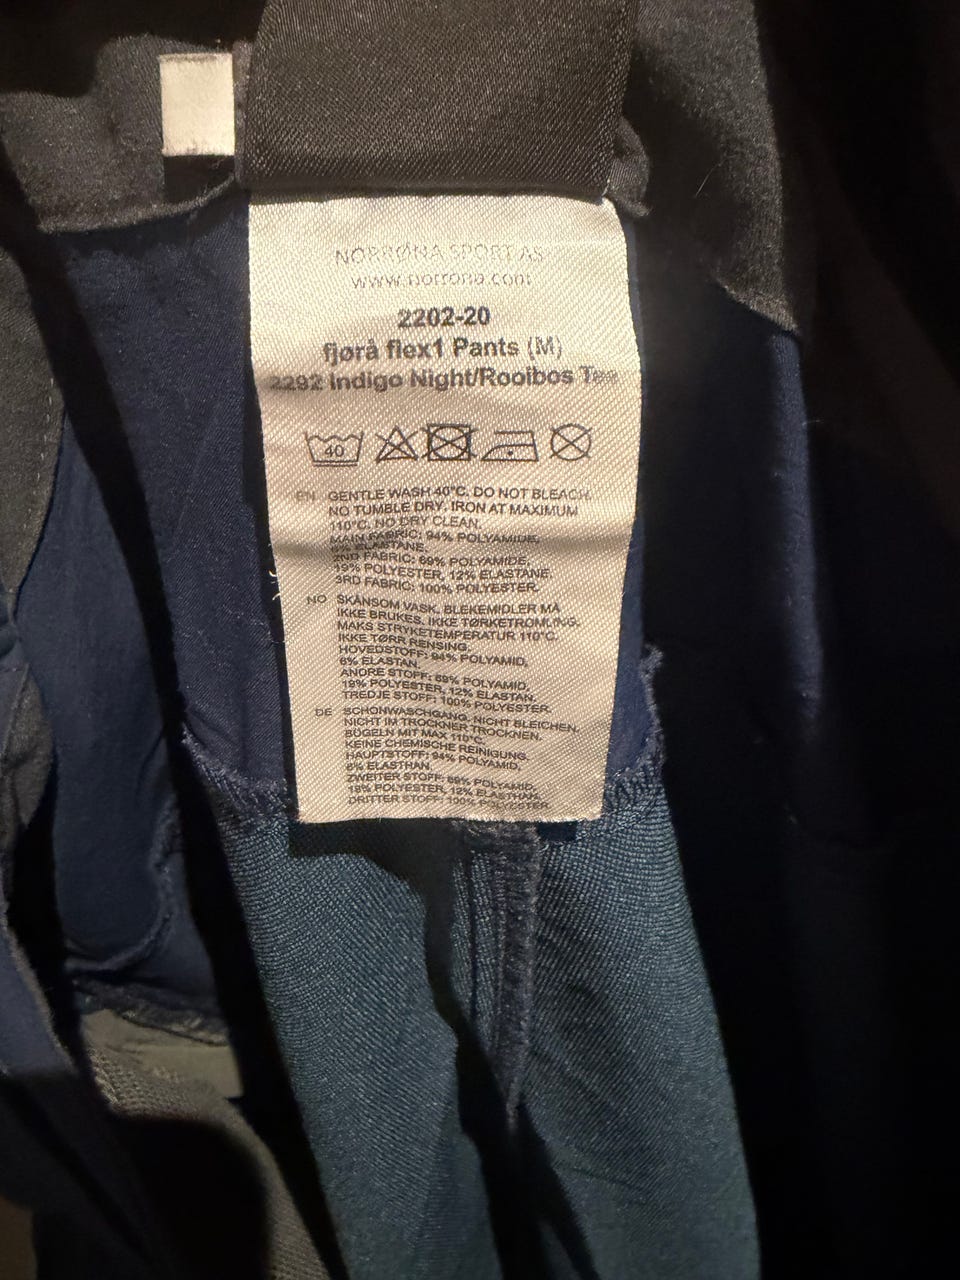 NORRØNA SPORT AS
www.norrona.com
2202-20
fjørå flex1 Pants (M)
2292 Indigo Night/Rooibos Tea
40
EN GENTLE WASH 40°C. DO NOT BLEACH.
NO TUMBLE DRY. IRON AT MAXIMUM
110°C. NO DRY CLEAN.
MAIN FABRIC: 94% POLYAMIDE,
6% ELASTANE.
2ND FABRIC: 69% POLYAMIDE,
19% POLYESTER, 12% ELASTANE.
3RD FABRIC: 100% POLYESTER.
NO SKÅNSOM VASK. BLEKEMIDLER MÅ
IKKE BRUKES. IKKE TØRKETROMLING.
MAKS STRYKETEMPERATUR 110°C.
IKKE TØRR RENSING.
HOVEDSTOFF: 94% POLYAMID,
6% ELASTAN.
ANDRE STOFF: 69% POLYAMID,
19% POLYESTER, 12% ELASTAN.
TREDJE STOFF: 100% POLYESTER.
DE SCHONWASCHGANG. NICHT BLEICHEN.
NICHT IM TROCKNER TROCKNEN.
BÜGELN MIT MAX 110°C.
KEINE CHEMISCHE REINIGUNG.
HAUPTSTOFF: 94% POLYAMID,
6% ELASTHAN.
ZWEITER STOFF: 69% POLYAMID,
19% POLYESTER, 12% ELASTHAN.
DRITTER STOFF: 100% POLYESTER.